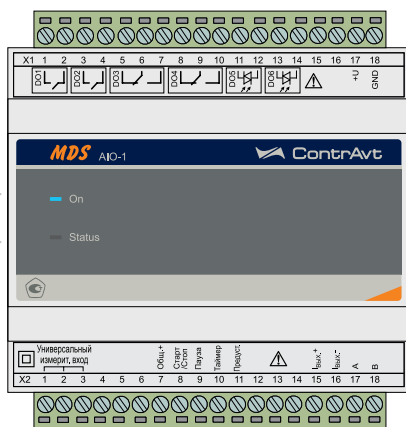 X1 1 2 3 4 5 6 7 8 9 10 11 12 13 14 15 16 17 18
DO1 DO2 DO3 DO4 DO5 DO6 +U GND
MDS AIO-1 ContrAvt
On
Status
Универсальный
измерит, вход
Общ.+
Старт
/Стоп
Пауза
Таймер
Предуст.
Iвых.+
Iвых.-
A
B
X2 1 2 3 4 5 6 7 8 9 10 11 12 13 14 15 16 17 18